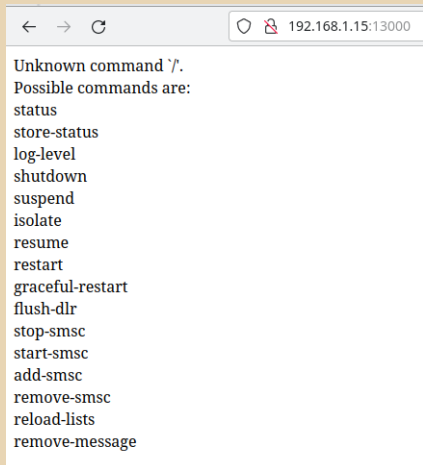 192.168.1.15:13000
Unknown command `/'.
Possible commands are:
status
store-status
log-level
shutdown
suspend
isolate
resume
restart
graceful-restart
flush-dlr
stop-smsc
start-smsc
add-smsc
remove-smsc
reload-lists
remove-message